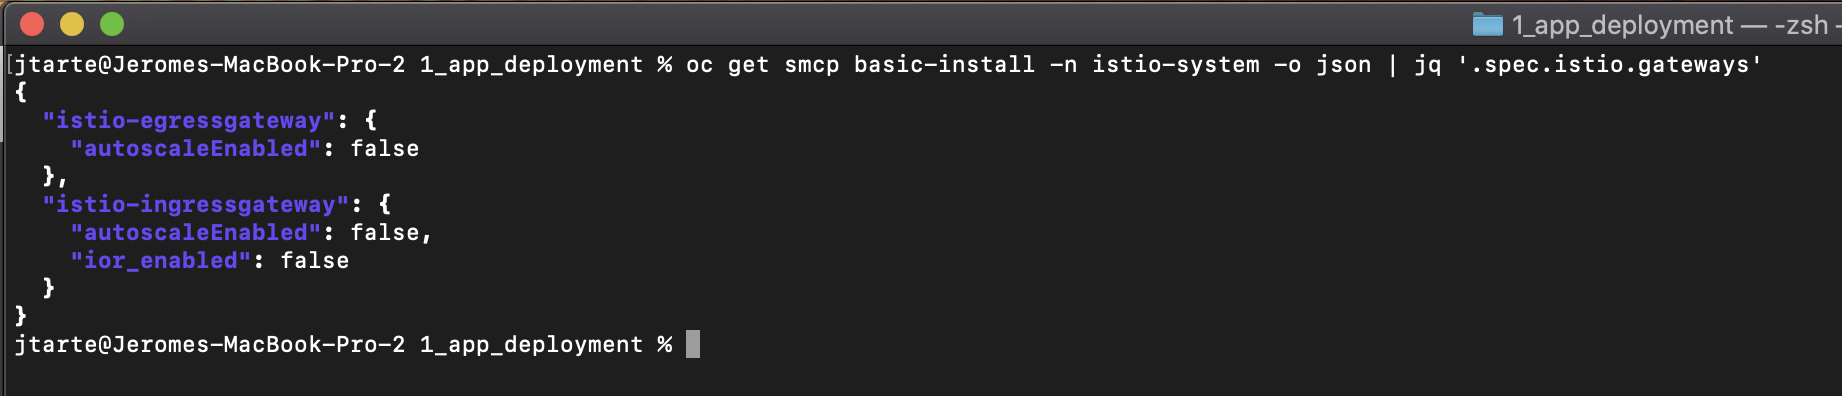 1_app_deployment — -zsh
jtarte@Jeromes-MacBook-Pro-2 1_app_deployment % oc get smcp basic-install -n istio-system -o json | jq '.spec.istio.gateways'
{
  "istio-egressgateway": {
    "autoscaleEnabled": false
  },
  "istio-ingressgateway": {
    "autoscaleEnabled": false,
    "ior_enabled": false
  }
}
jtarte@Jeromes-MacBook-Pro-2 1_app_deployment %